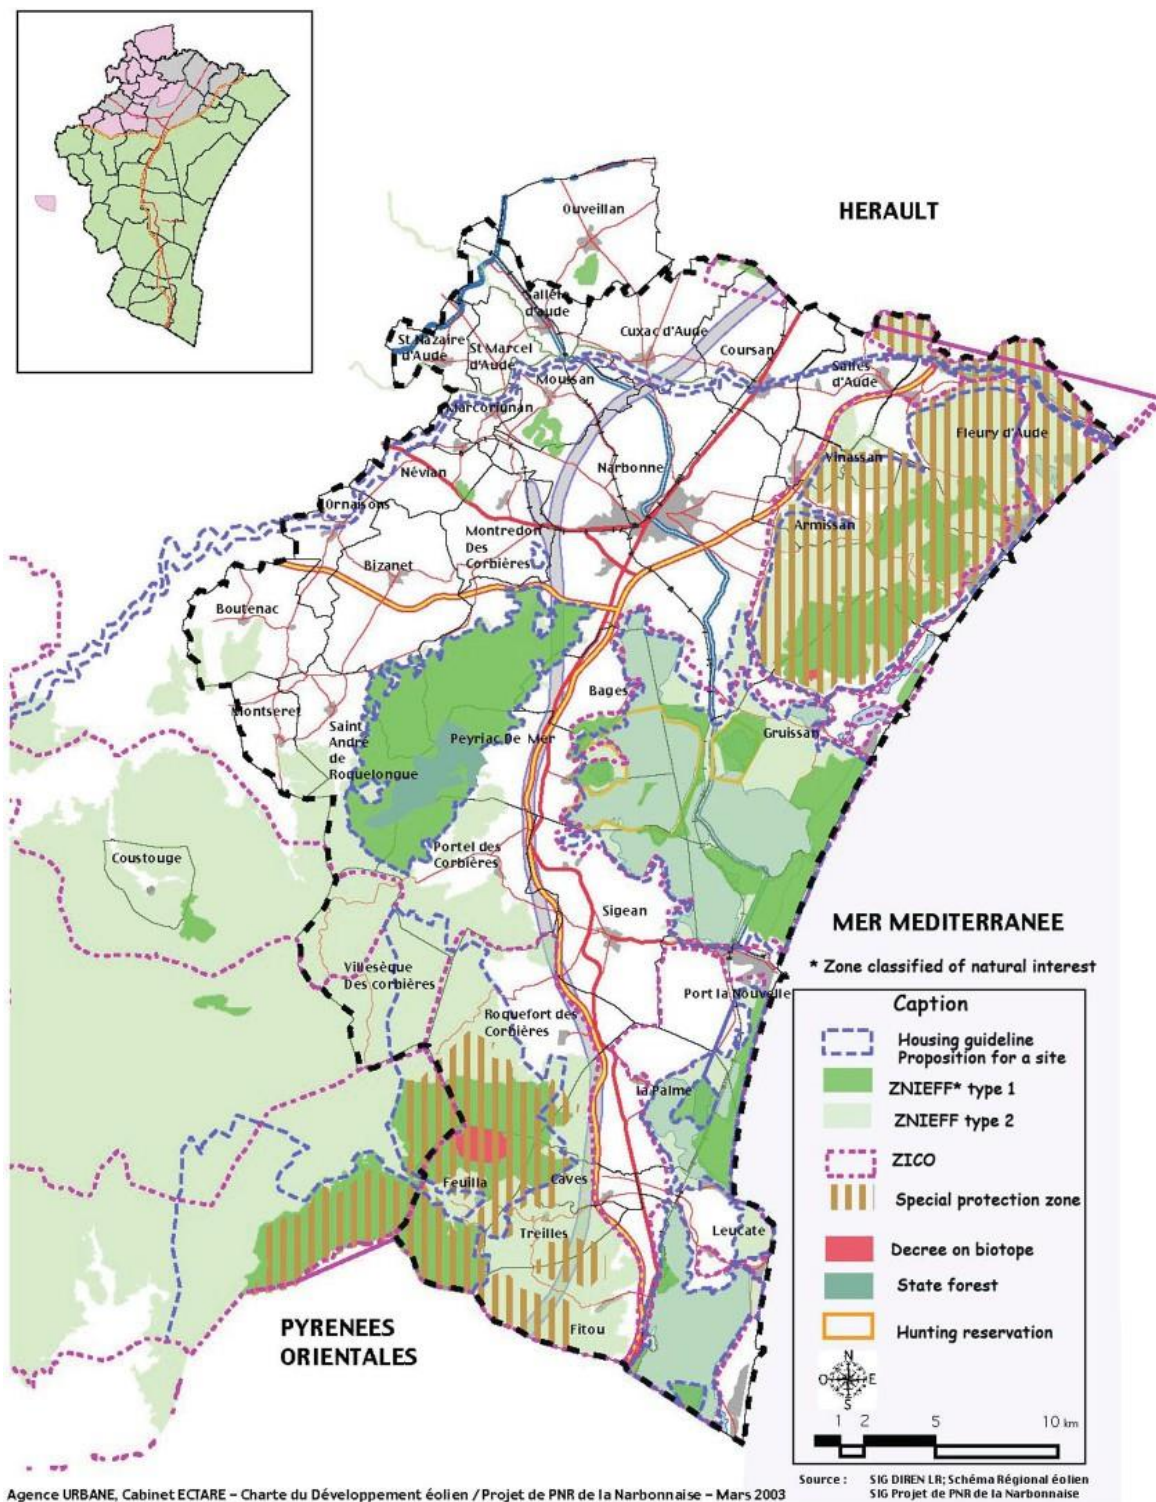 HERAULT
Ouveillan
Sallèle
d'aude
Cuxac d'Aude
St Nazaire
d'Aude
St Marcel
d'Aude
Coursan
Moussan
Salles
d'Aude
Marcorignan
Fleury d'Aude
Vinassan
Névian
Narbonne
Ornaisons
Armissan
Montredon
Des
Corbières
Bizanet
Boutenac
Bages
Montseret
Saint
André
de
Roquelongue
Peyriac De Mer
Gruissan
Portel des
Corbières
Coustouge
Sigean
MER MEDITERRANEE
* Zone classified of natural interest
Villesèque
Des corbières
Port la Nouvelle
Roquefort des
Corbières
la Palme
Feuilla
Caves
Treilles
Leucate
Fitou
PYRENEES
ORIENTALES
Caption
Housing guideline
Proposition for a site
ZNIEFF* type 1
ZNIEFF type 2
ZICO
Special protection zone
Decree on biotope
State forest
Hunting reservation
N
O E
S
1 2 5 10 km
Source : SIG DIREN LR; Schéma Régional éolien
SIG Projet de PNR de la Narbonnaise
Agence URBANE, Cabinet ECTARE – Charte du Développement éolien / Projet de PNR de la Narbonnaise – Mars 2003